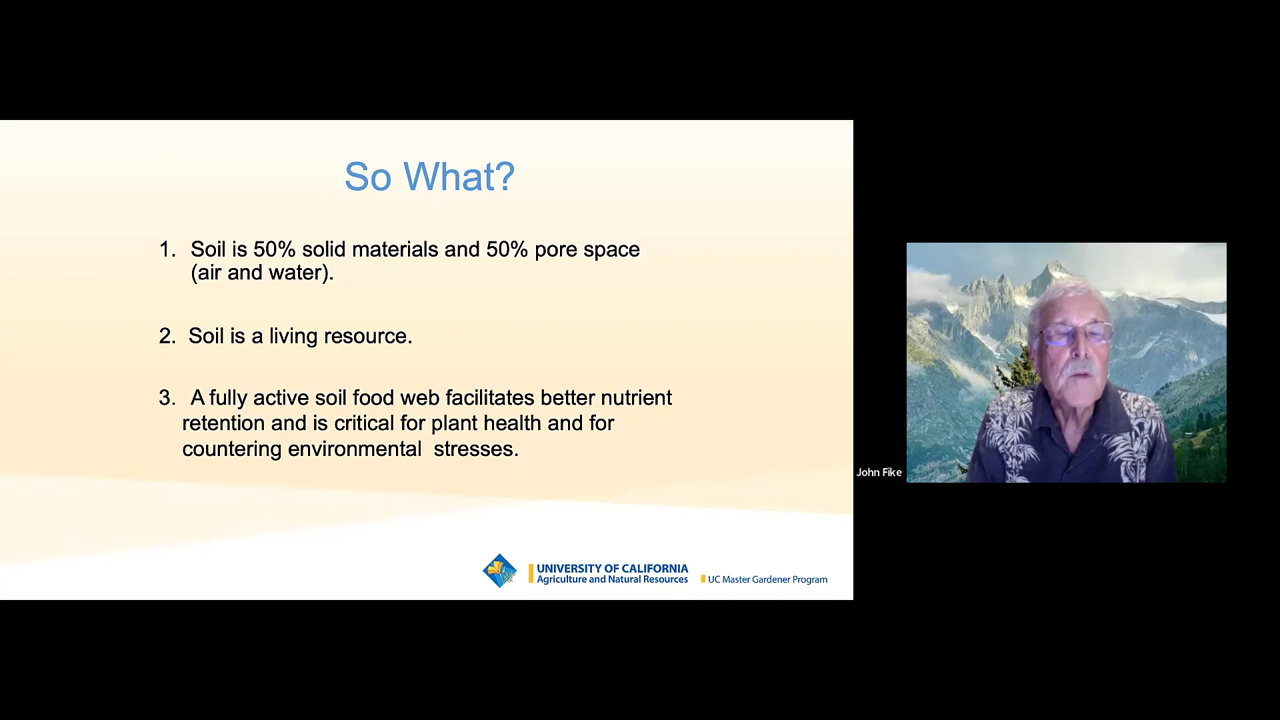 So What?
1. Soil is 50% solid materials and 50% pore space
(air and water).
2. Soil is a living resource.
3. A fully active soil food web facilitates better nutrient
retention and is critical for plant health and for
countering environmental stresses.
UNIVERSITY OF CALIFORNIA
Agriculture and Natural Resources
UC Master Gardener Program
John Fike